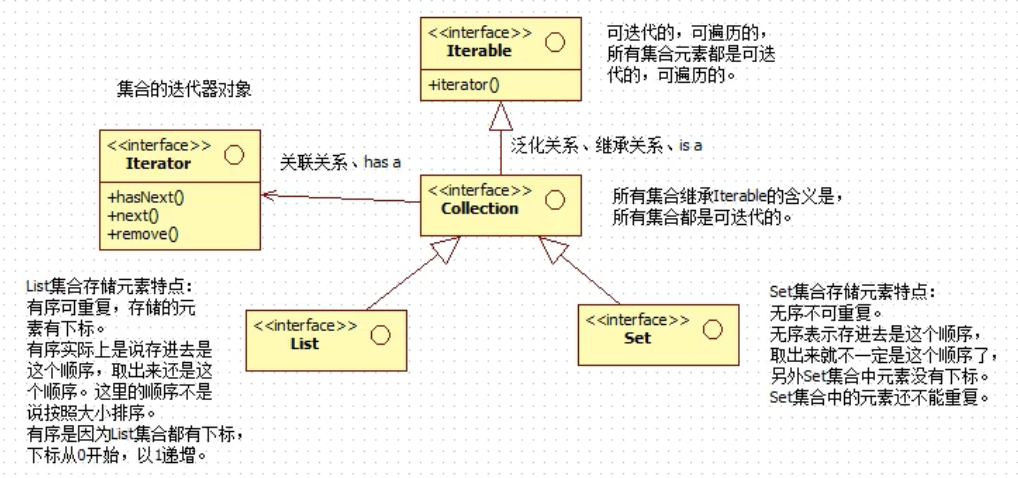 <<interface>>
Iterable
+iterator()
可迭代的，可遍历的，
所有集合元素都是可迭
代的，可遍历的。
集合的迭代器对象
<<interface>>
Iterator
+hasNext()
+next()
+remove()
关联关系、has a
泛化关系、继承关系、is a
<<interface>>
Collection
所有集合继承Iterable的含义是，
所有集合都是可迭代的。
List集合存储元素特点：
有序可重复，存储的元
素有下标。
有序实际上是说存进去是
这个顺序，取出来还是这
个顺序。这里的顺序不是
说按照大小排序。
有序是因为List集合都有下标，
下标从0开始，以1递增。
<<interface>>
List
<<interface>>
Set
Set集合存储元素特点：
无序不可重复。
无序表示存进去是这个顺序，
取出来就不一定是这个顺序了，
另外Set集合中元素没有下标。
Set集合中的元素还不能重复。